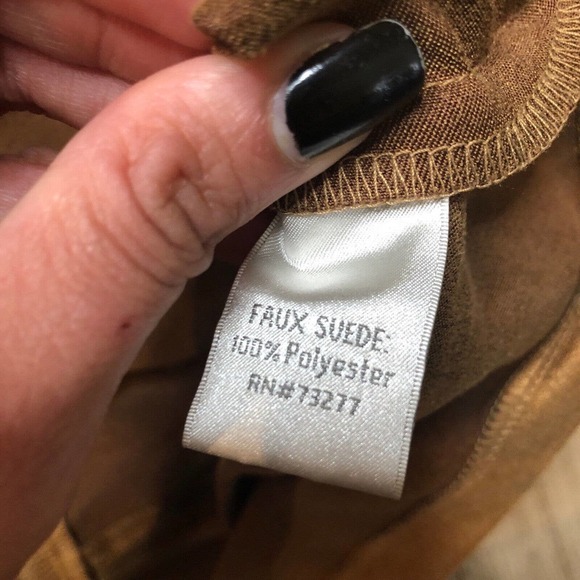 FAUX SUEDE:
100% Polyester
RN#73277